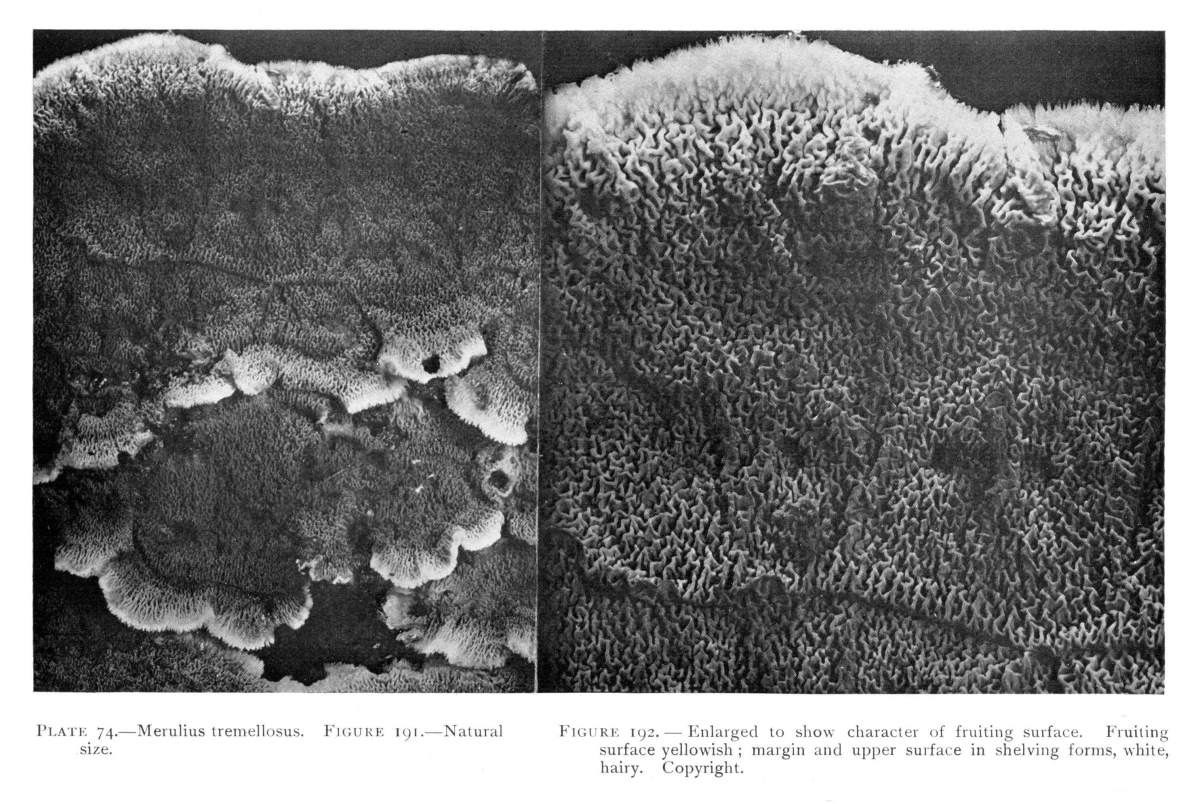 PLATE 74.—Merulius tremellosus. FIGURE 191.—Natural
size.
FIGURE 192. — Enlarged to show character of fruiting surface. Fruiting
surface yellowish; margin and upper surface in shelving forms, white,
hairy. Copyright.